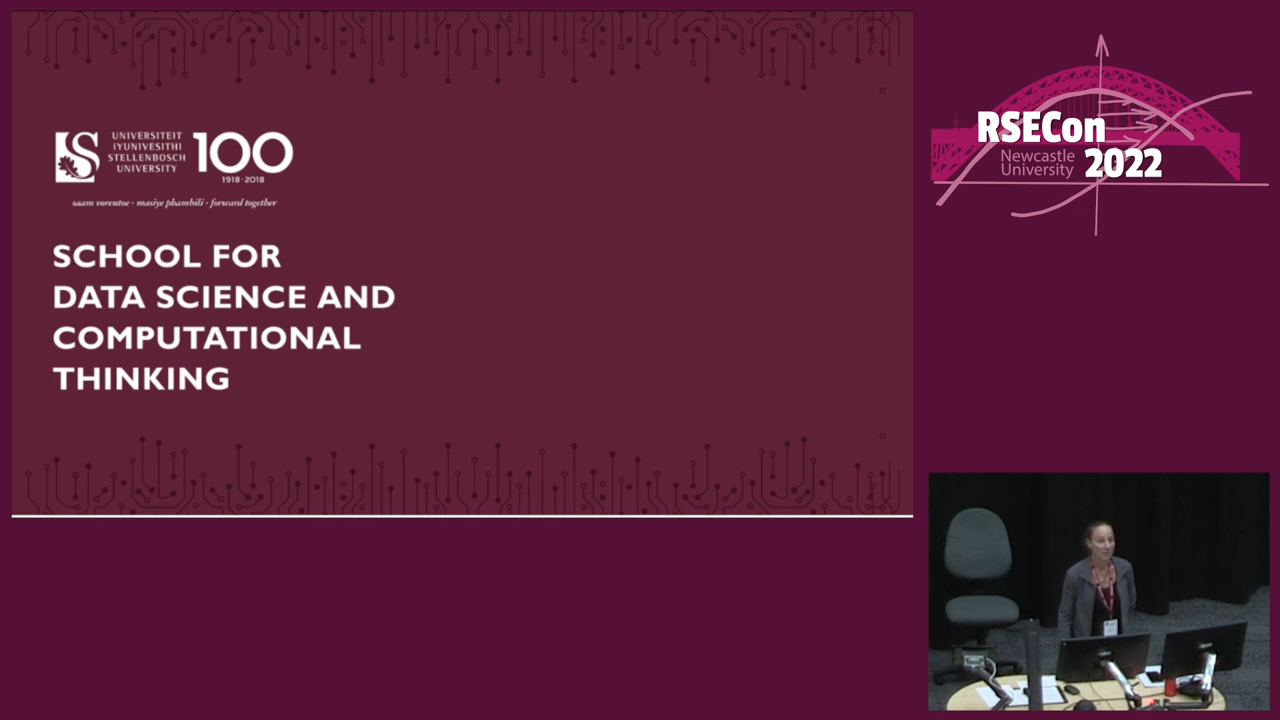 UNIVERSITEIT
IYUNIVESITHI
STELLENBOSCH
UNIVERSITY
100
1918 · 2018
saam vorentoe · masiye phambili · forward together
SCHOOL FOR
DATA SCIENCE AND
COMPUTATIONAL
THINKING
RSECon
Newcastle
University
2022